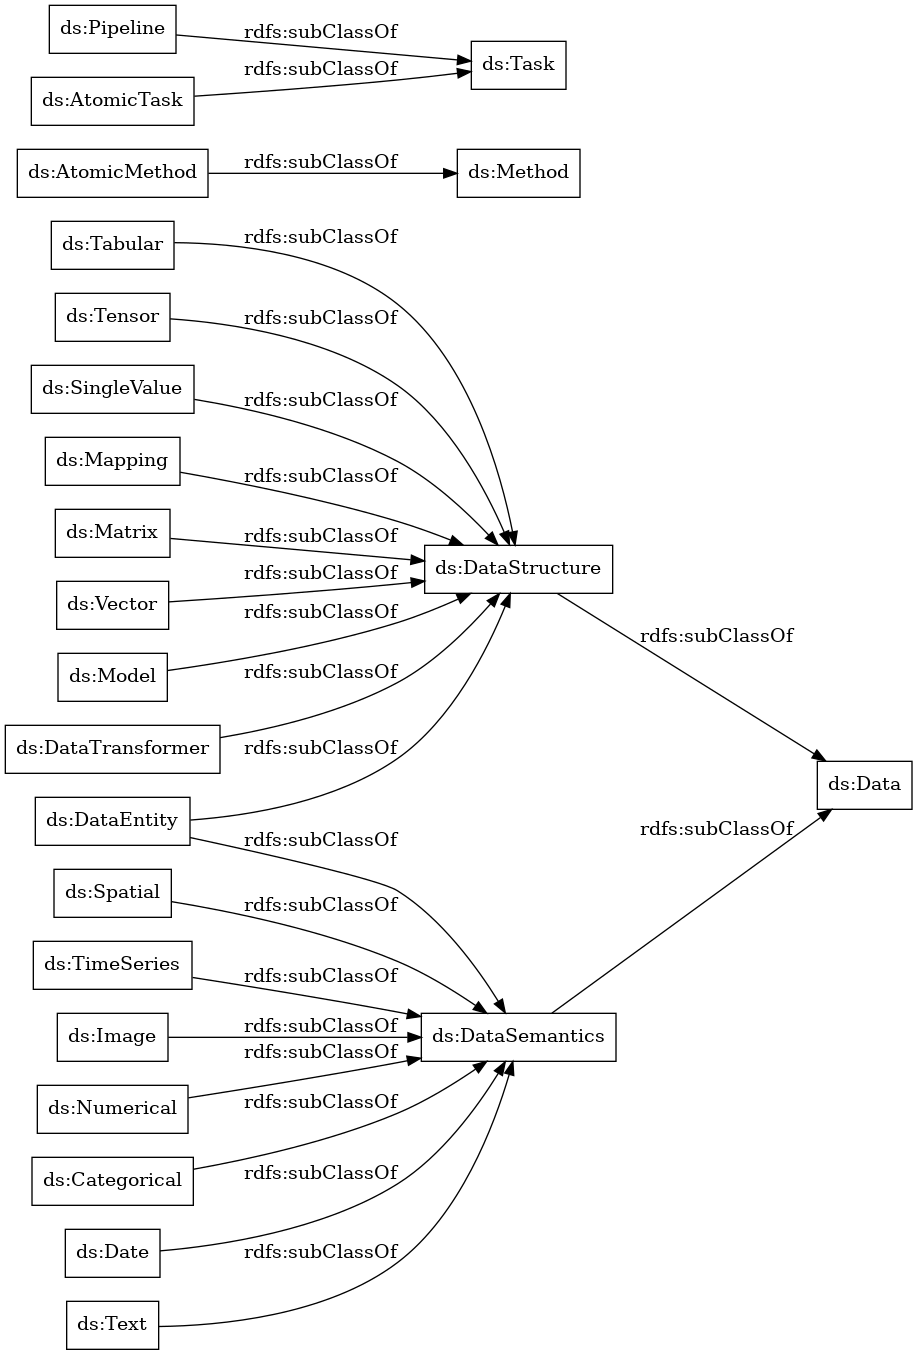 ds:Pipeline
rdfs:subClassOf
ds:Task
rdfs:subClassOf
ds:AtomicTask
ds:AtomicMethod
rdfs:subClassOf
ds:Method
ds:Tabular
rdfs:subClassOf
ds:Tensor
rdfs:subClassOf
ds:SingleValue
rdfs:subClassOf
ds:Mapping
rdfs:subClassOf
ds:Matrix
rdfs:subClassOf
ds:DataStructure
ds:Vector
rdfs:subClassOf
rdfs:subClassOf
rdfs:subClassOf
ds:Model
rdfs:subClassOf
ds:DataTransformer
rdfs:subClassOf
ds:Data
ds:DataEntity
rdfs:subClassOf
rdfs:subClassOf
ds:Spatial
rdfs:subClassOf
ds:TimeSeries
rdfs:subClassOf
ds:Image
rdfs:subClassOf
ds:DataSemantics
rdfs:subClassOf
ds:Numerical
rdfs:subClassOf
ds:Categorical
rdfs:subClassOf
ds:Date
rdfs:subClassOf
ds:Text